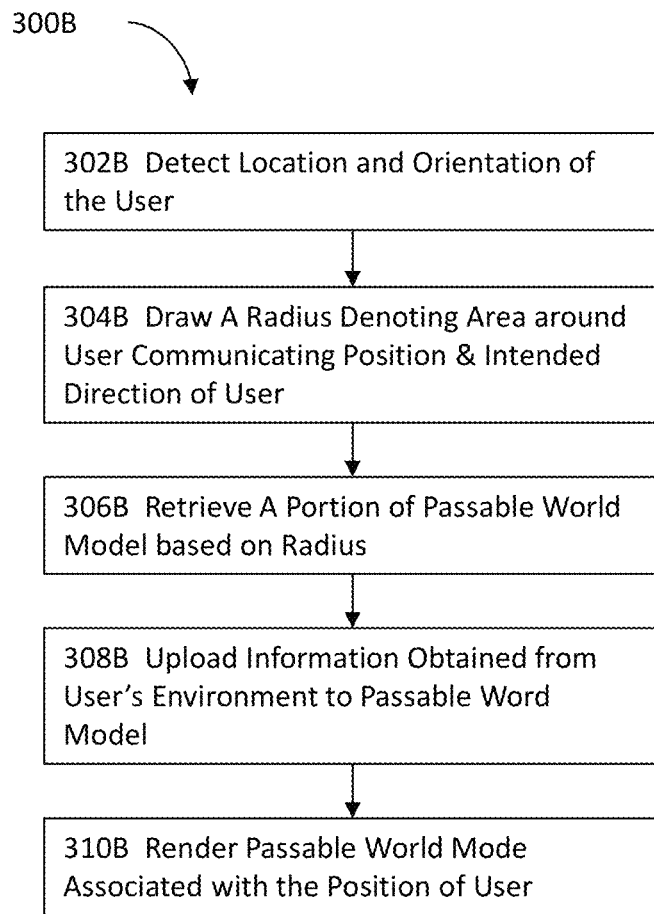 300B
302B Detect Location and Orientation of
the User
304B Draw A Radius Denoting Area around
User Communicating Position & Intended
Direction of User
306B Retrieve A Portion of Passable World
Model based on Radius
308B Upload Information Obtained from
User's Environment to Passable Word
Model
310B Render Passable World Mode
Associated with the Position of User